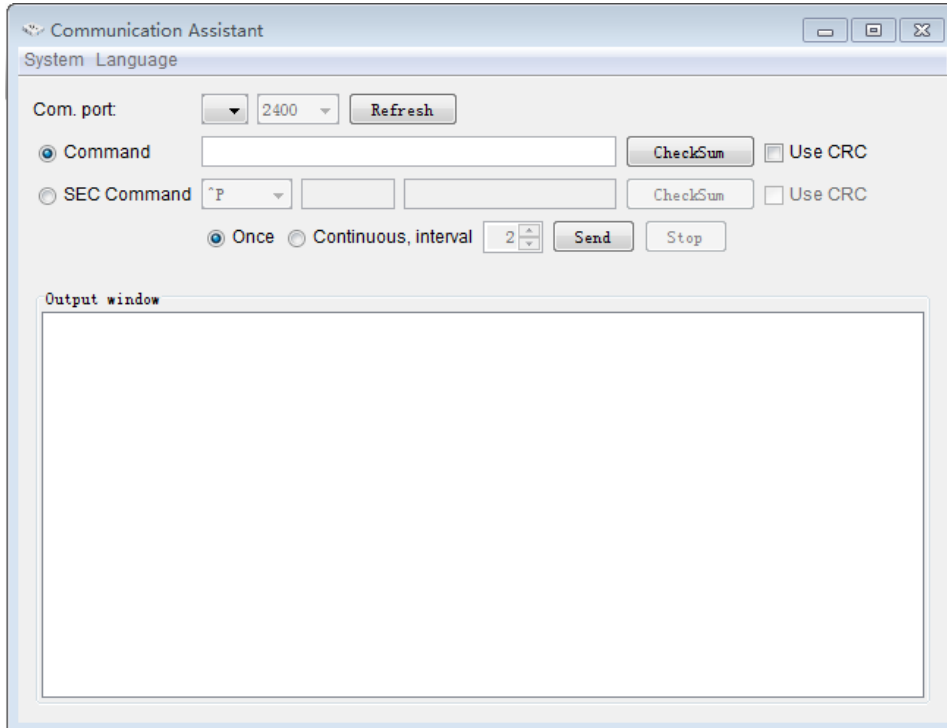 Communication Assistant
System Language
Com. port: 2400 Refresh
Command CheckSum Use CRC
SEC Command ^P CheckSum Use CRC
Once Continuous, interval 2 Send Stop
Output window